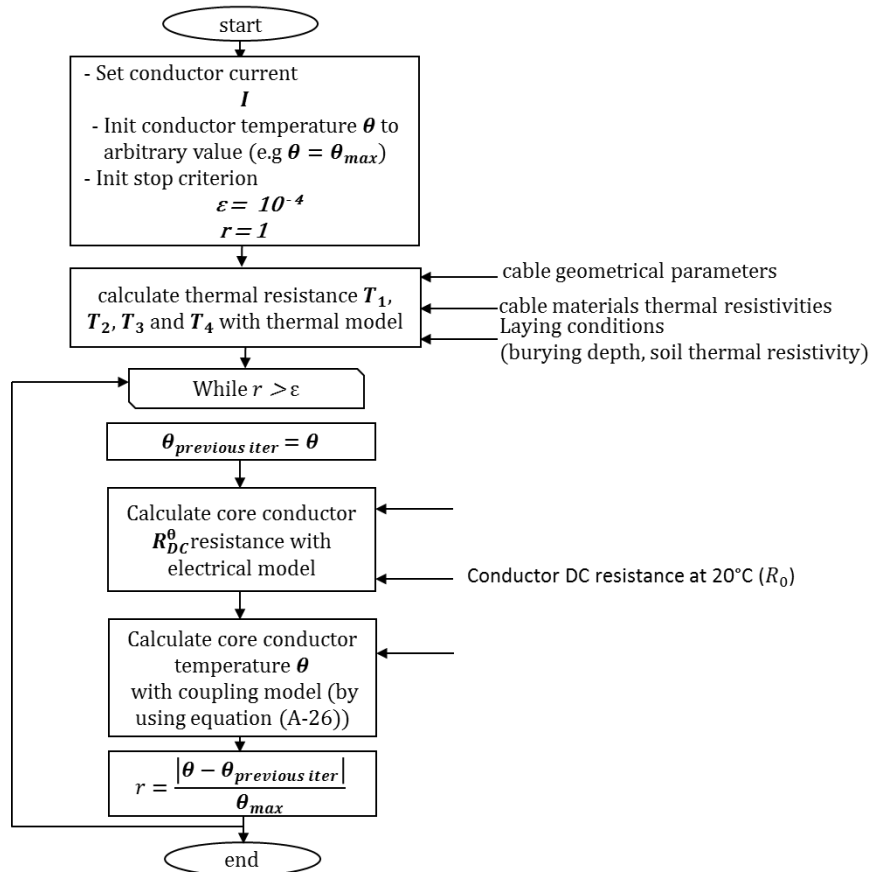 start
- Set conductor current
I
- Init conductor temperature θ to
arbitrary value (e.g θ = θmax)
- Init stop criterion
ε = 10⁻⁴
r = 1
calculate thermal resistance T₁,
T₂, T₃ and T₄ with thermal model
cable geometrical parameters
cable materials thermal resistivities
Laying conditions
(burying depth, soil thermal resistivity)
While r > ε
θprevious iter = θ
Calculate core conductor
R_DC^θ resistance with
electrical model
Conductor DC resistance at 20°C (R₀)
Calculate core conductor
temperature θ
with coupling model (by
using equation (A-26))
r = |θ − θprevious iter| / θmax
end